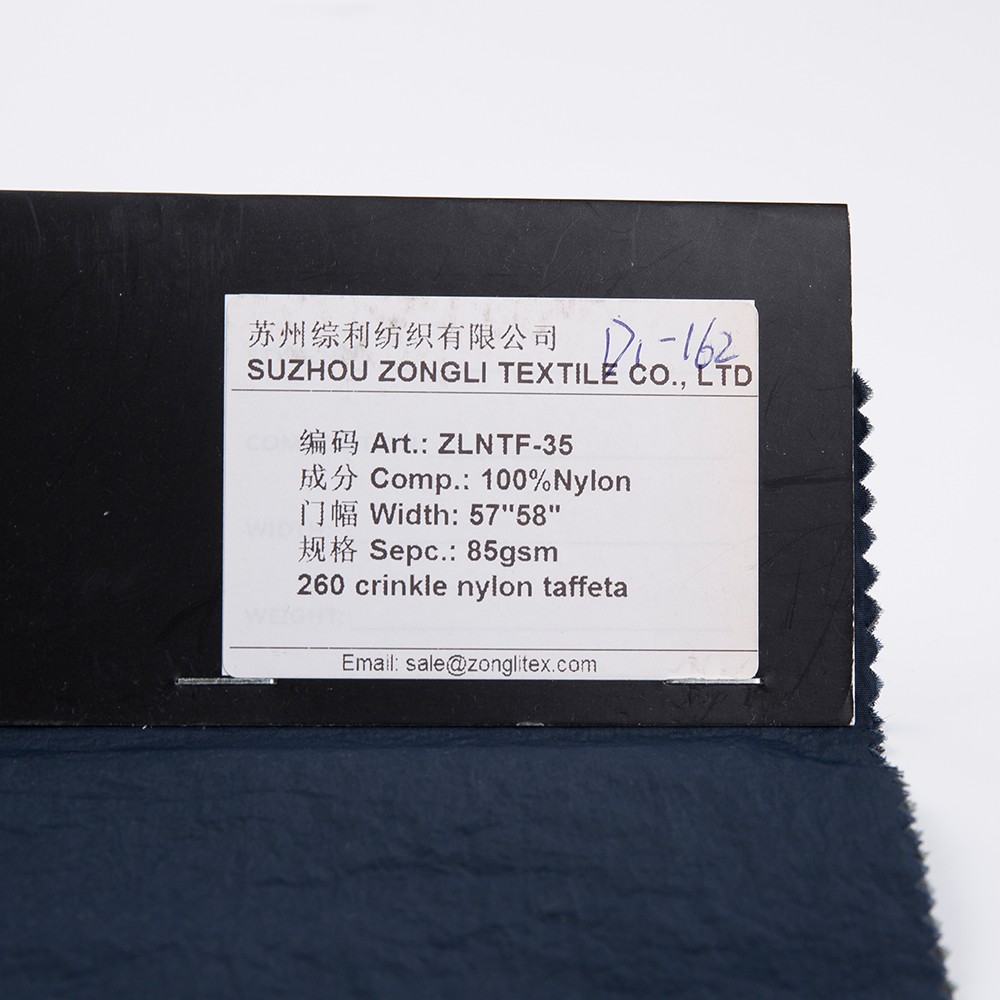 苏州综利纺织有限公司
D1-162
SUZHOU ZONGLI TEXTILE CO., LTD
编码 Art.: ZLNTF-35
成分 Comp.: 100%Nylon
门幅 Width: 57"58"
规格 Sepc.: 85gsm
260 crinkle nylon taffeta
WIDTH
WEIGHT:
Email: sale@zonglitex.com